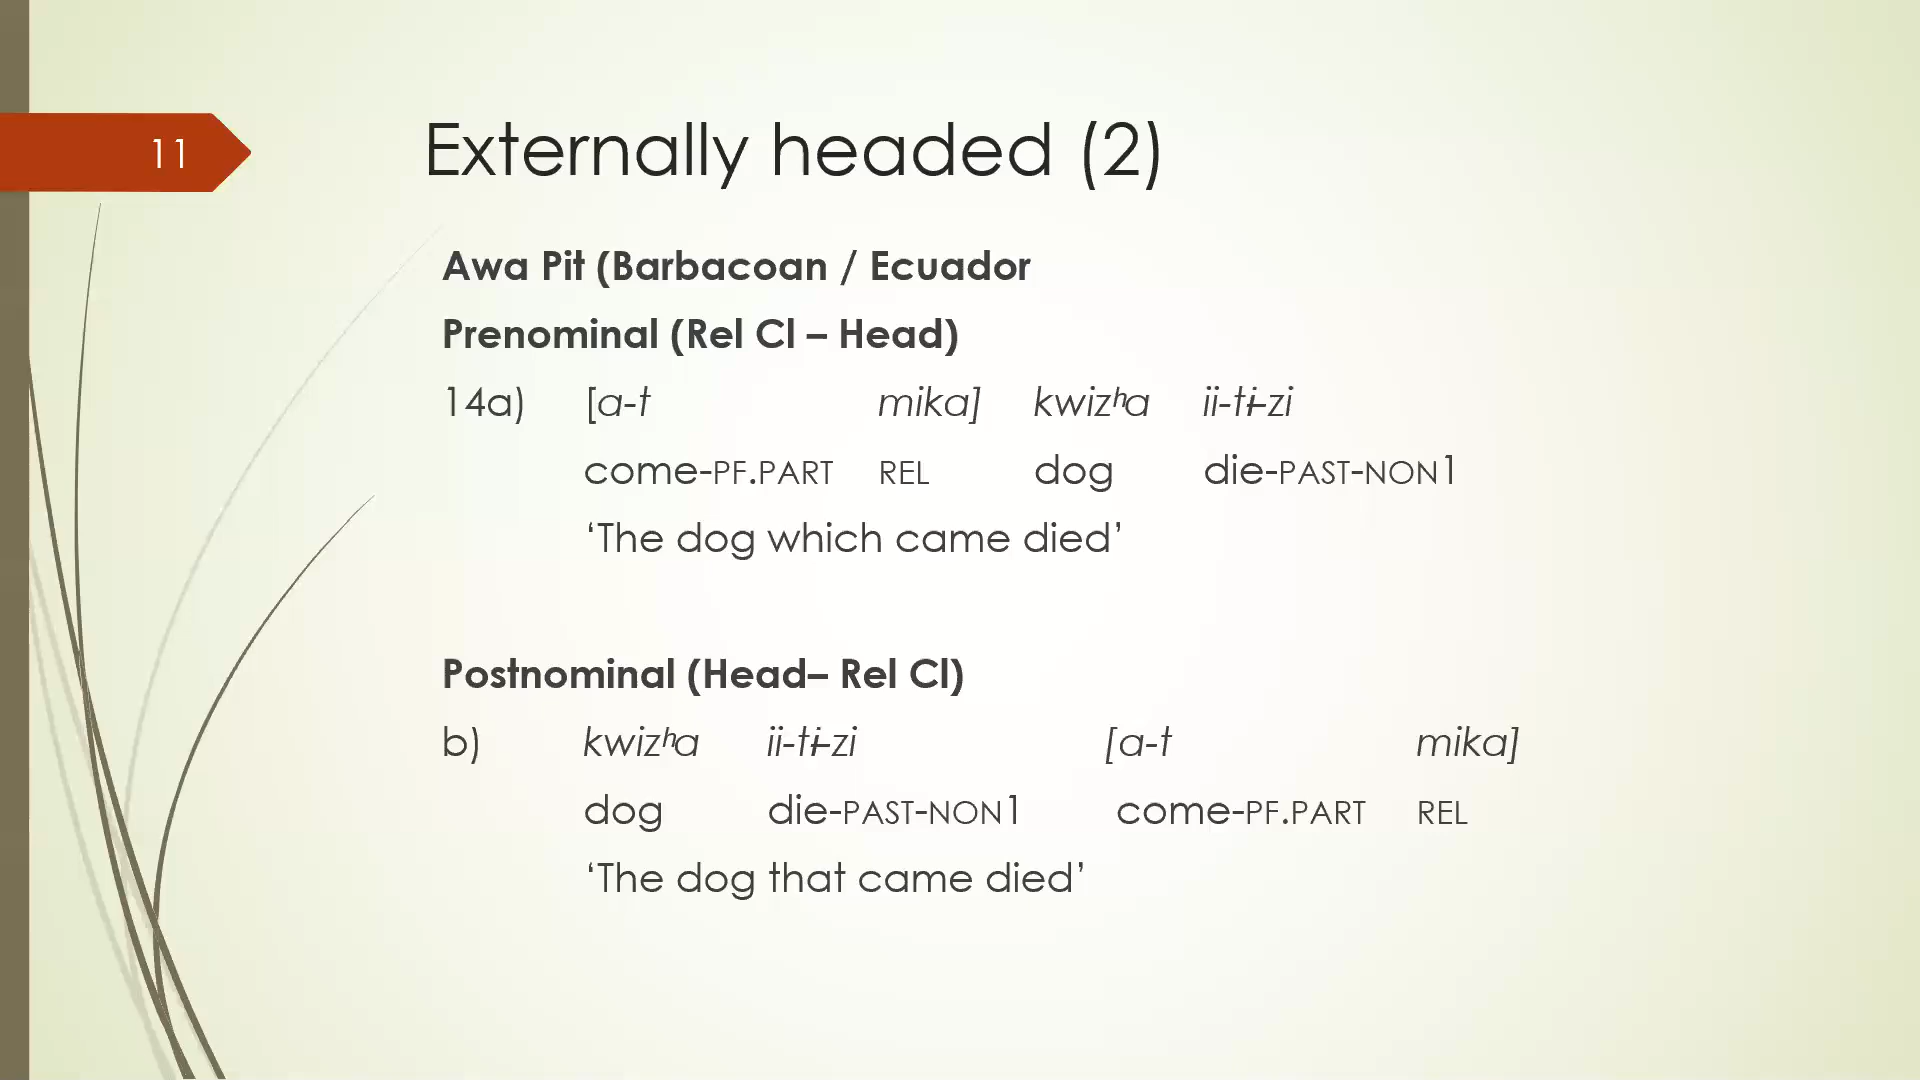 11
Externally headed (2)
Awa Pit (Barbacoan / Ecuador
Prenominal (Rel Cl – Head)
14a) [a-t mika] kwizʰa ii-tɨ-zi
come-PF.PART REL dog die-PAST-NON1
‘The dog which came died’
Postnominal (Head– Rel Cl)
b) kwizʰa ii-tɨ-zi [a-t mika]
dog die-PAST-NON1 come-PF.PART REL
‘The dog that came died’